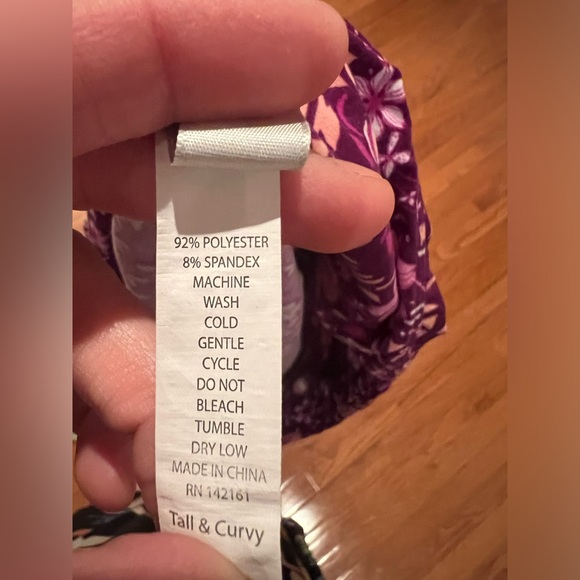 92% POLYESTER
8% SPANDEX
MACHINE
WASH
COLD
GENTLE
CYCLE
DO NOT
BLEACH
TUMBLE
DRY LOW
MADE IN CHINA
RN 142161
Tall & Curvy